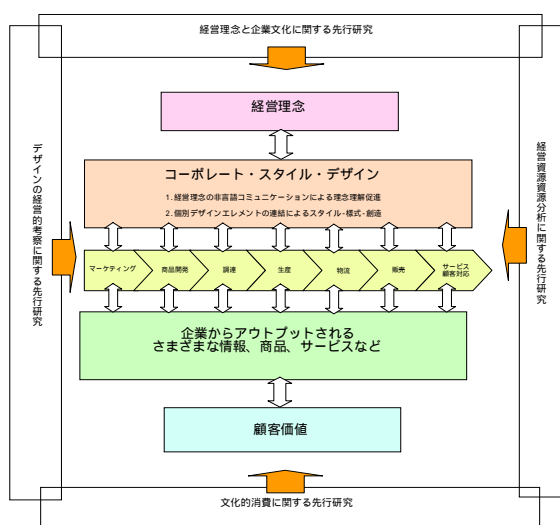 経営理念と企業文化に関する先行研究
経営理念
デザインの経営的考察に関する先行研究
経営資源資源分析に関する先行研究
コーポレート・スタイル・デザイン
1.経営理念の非言語コミュニケーションによる理念理解促進
2.個別デザインエレメントの連結によるスタイル-様式-創造
マーケティング
商品開発
調達
生産
物流
販売
サービス
顧客対応
企業からアウトプットされる
さまざまな情報、商品、サービスなど
顧客価値
文化的消費に関する先行研究